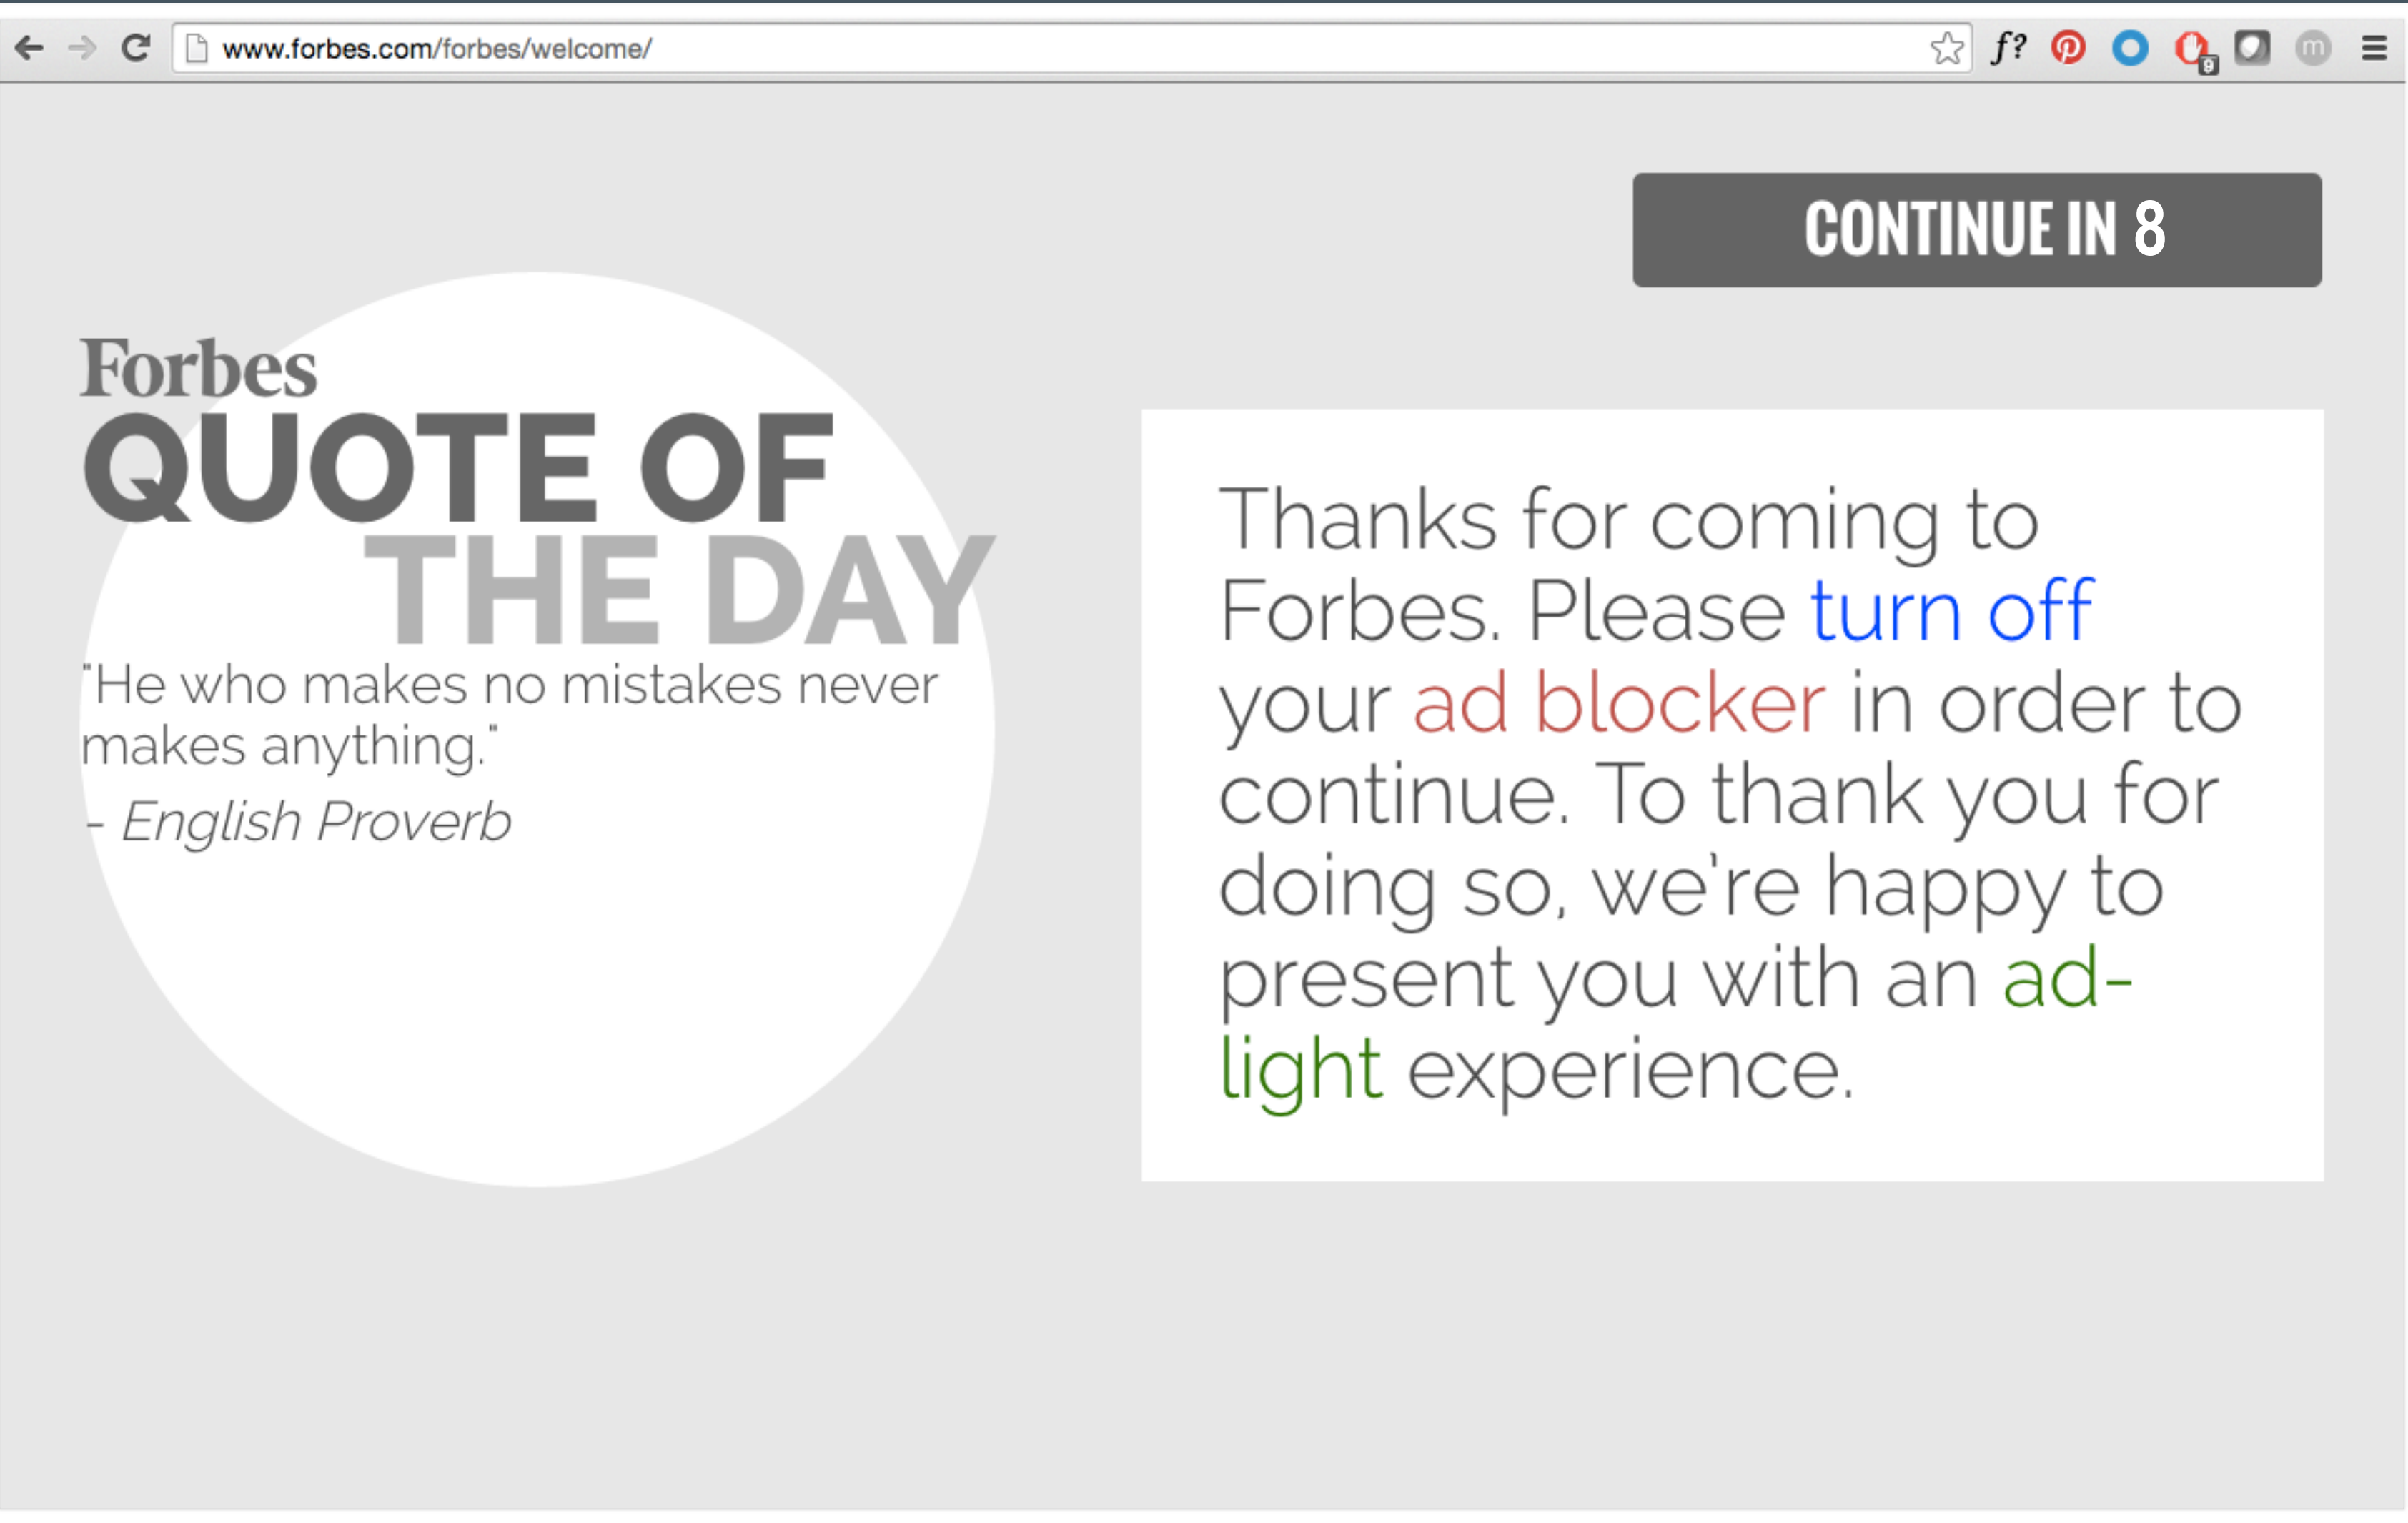 www.forbes.com/forbes/welcome/
f?
9
m
CONTINUE IN 8
Forbes
QUOTE OF
THE DAY
"He who makes no mistakes never
makes anything."
- English Proverb
Thanks for coming to
Forbes. Please turn off
your ad blocker in order to
continue. To thank you for
doing so, we're happy to
present you with an ad-
light experience.